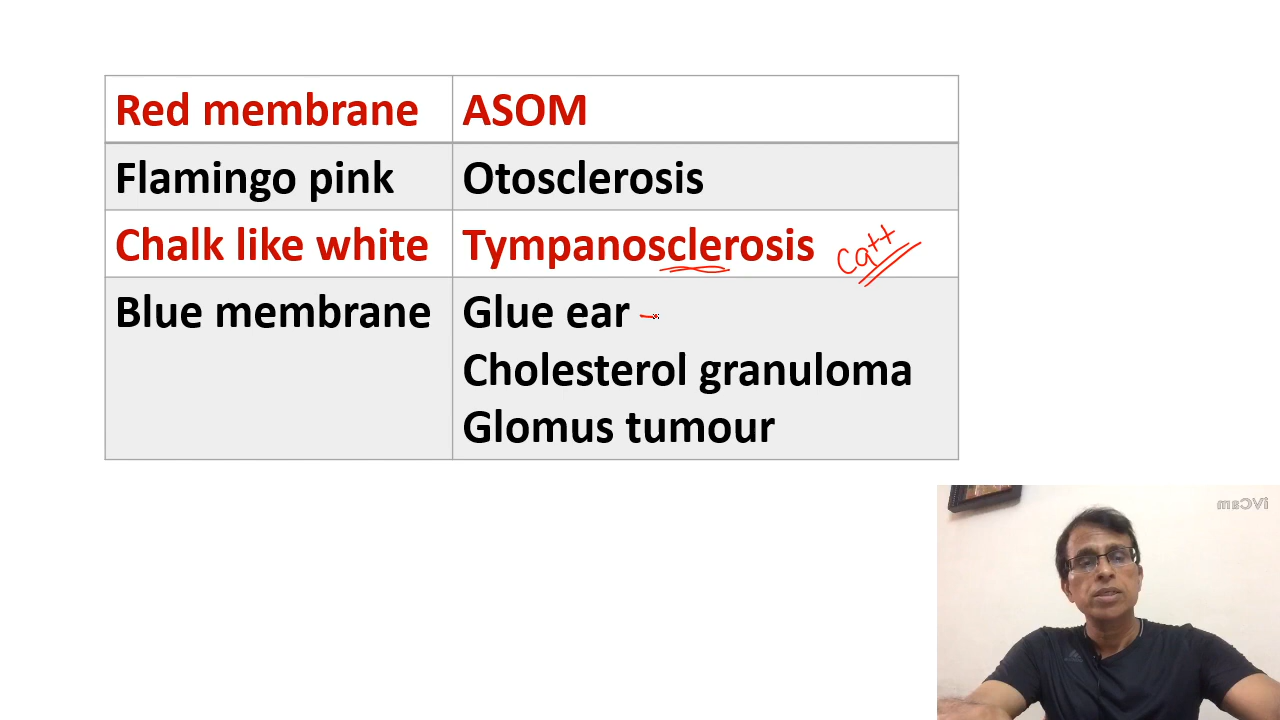 Red membrane ASOM
Flamingo pink Otosclerosis
Chalk like white Tympanosclerosis Ca++
Blue membrane Glue ear
Cholesterol granuloma
Glomus tumour
iVCam